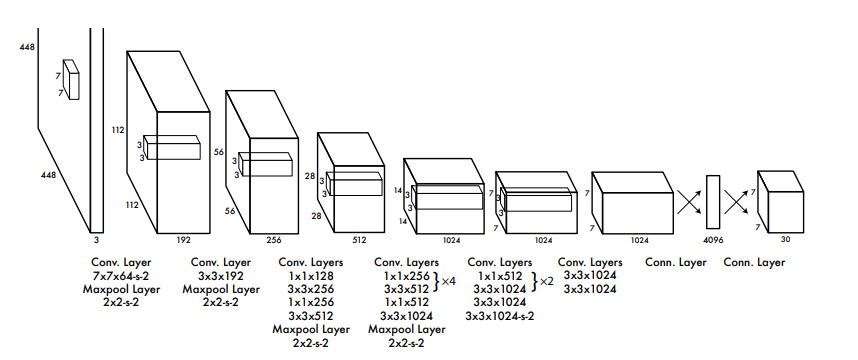 448
448
7
7
3
112
112
3
3
192
56
56
3
3
256
28
28
3
3
512
14
14
3
3
1024
7
7
3
3
1024
7
7
1024
4096
7
7
30
Conv. Layer
7x7x64-s-2
Maxpool Layer
2x2-s-2
Conv. Layer
3x3x192
Maxpool Layer
2x2-s-2
Conv. Layers
1x1x128
3x3x256
1x1x256
3x3x512
Maxpool Layer
2x2-s-2
Conv. Layers
1x1x256
3x3x512
}×4
1x1x512
3x3x1024
Maxpool Layer
2x2-s-2
Conv. Layers
1x1x512
3x3x1024
}×2
3x3x1024
3x3x1024-s-2
Conv. Layers
3x3x1024
3x3x1024
Conn. Layer
Conn. Layer